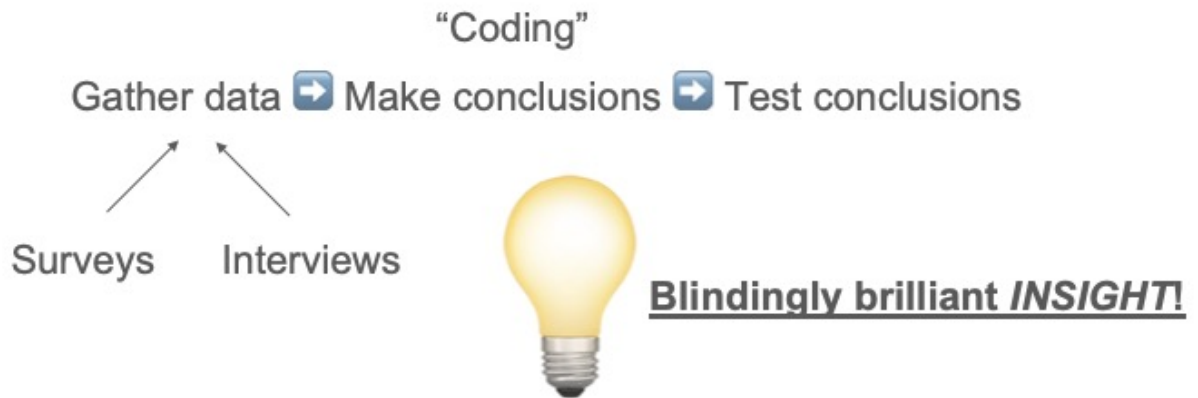 “Coding”
Gather data ➡️ Make conclusions ➡️ Test conclusions
Surveys Interviews
Blindingly brilliant INSIGHT!